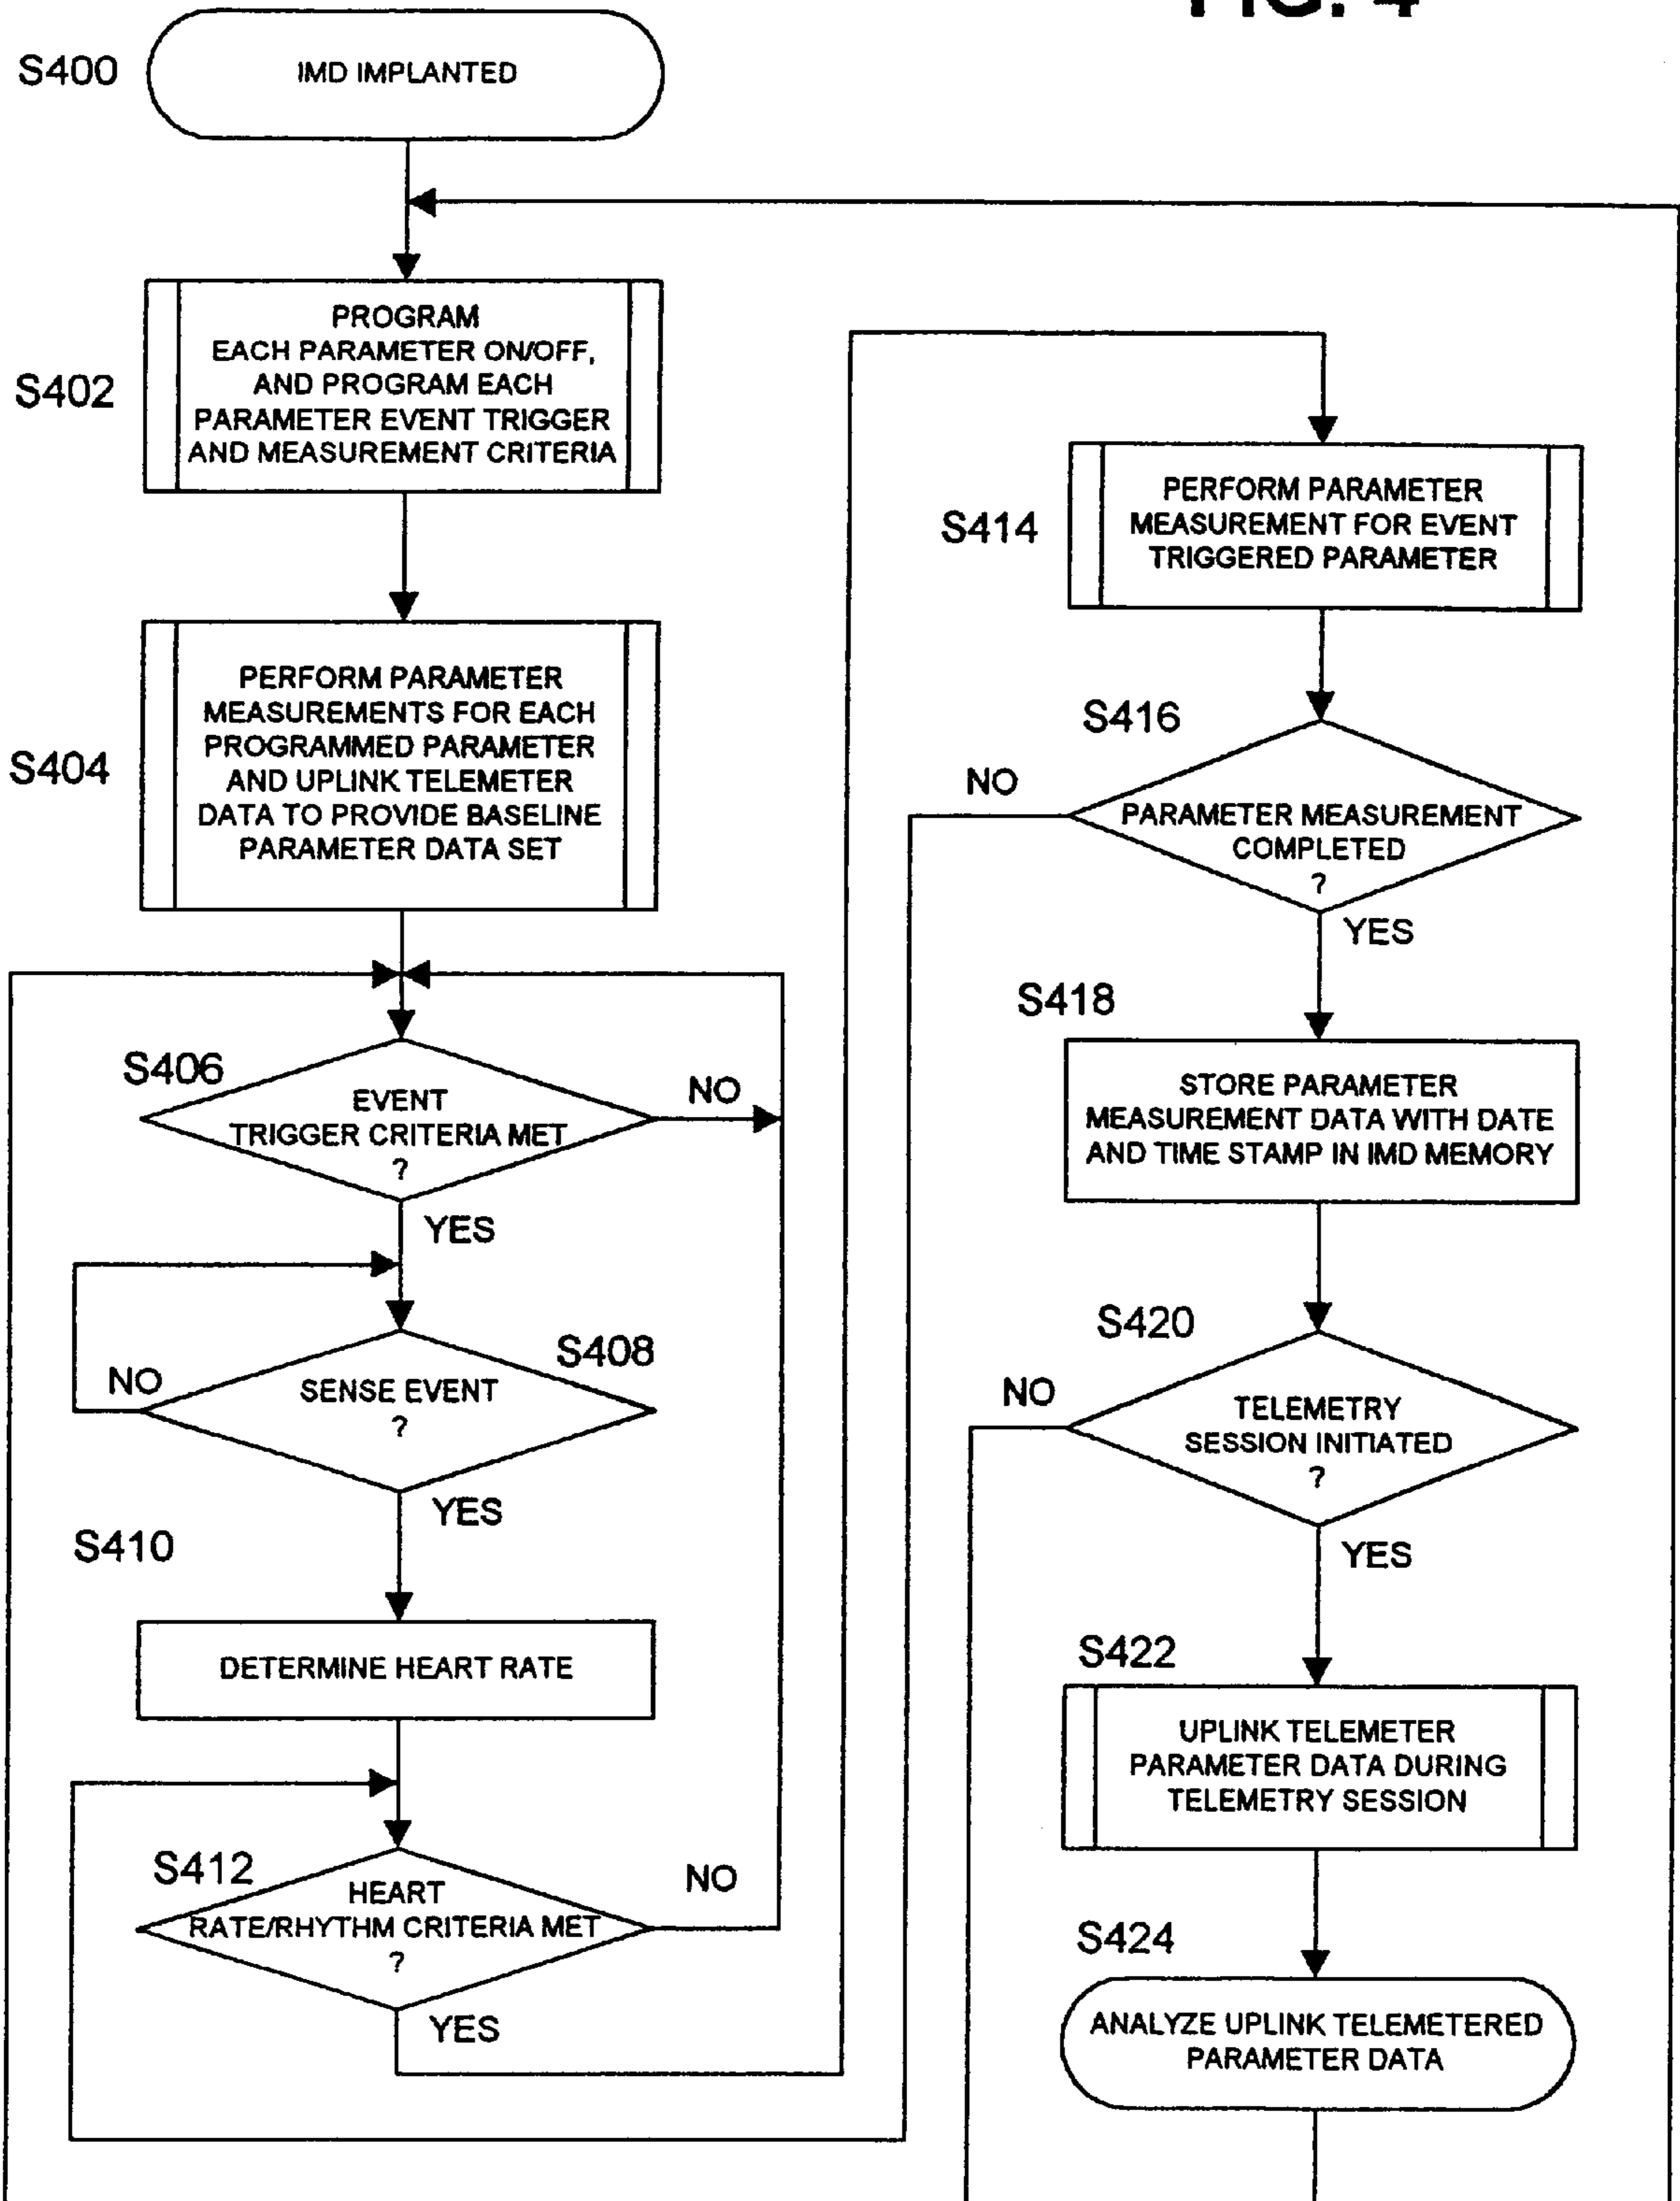 FIG. 4
S400
IMD IMPLANTED
S402
PROGRAM
EACH PARAMETER ON/OFF,
AND PROGRAM EACH
PARAMETER EVENT TRIGGER
AND MEASUREMENT CRITERIA
S404
PERFORM PARAMETER
MEASUREMENTS FOR EACH
PROGRAMMED PARAMETER
AND UPLINK TELEMETER
DATA TO PROVIDE BASELINE
PARAMETER DATA SET
S406
EVENT
TRIGGER CRITERIA MET
?
NO
YES
S408
SENSE EVENT
?
NO
YES
S410
DETERMINE HEART RATE
S412
HEART
RATE/RHYTHM CRITERIA MET
?
NO
YES
S414
PERFORM PARAMETER
MEASUREMENT FOR EVENT
TRIGGERED PARAMETER
S416
PARAMETER MEASUREMENT
COMPLETED
?
NO
YES
S418
STORE PARAMETER
MEASUREMENT DATA WITH DATE
AND TIME STAMP IN IMD MEMORY
S420
TELEMETRY
SESSION INITIATED
?
NO
YES
S422
UPLINK TELEMETER
PARAMETER DATA DURING
TELEMETRY SESSION
S424
ANALYZE UPLINK TELEMETERED
PARAMETER DATA